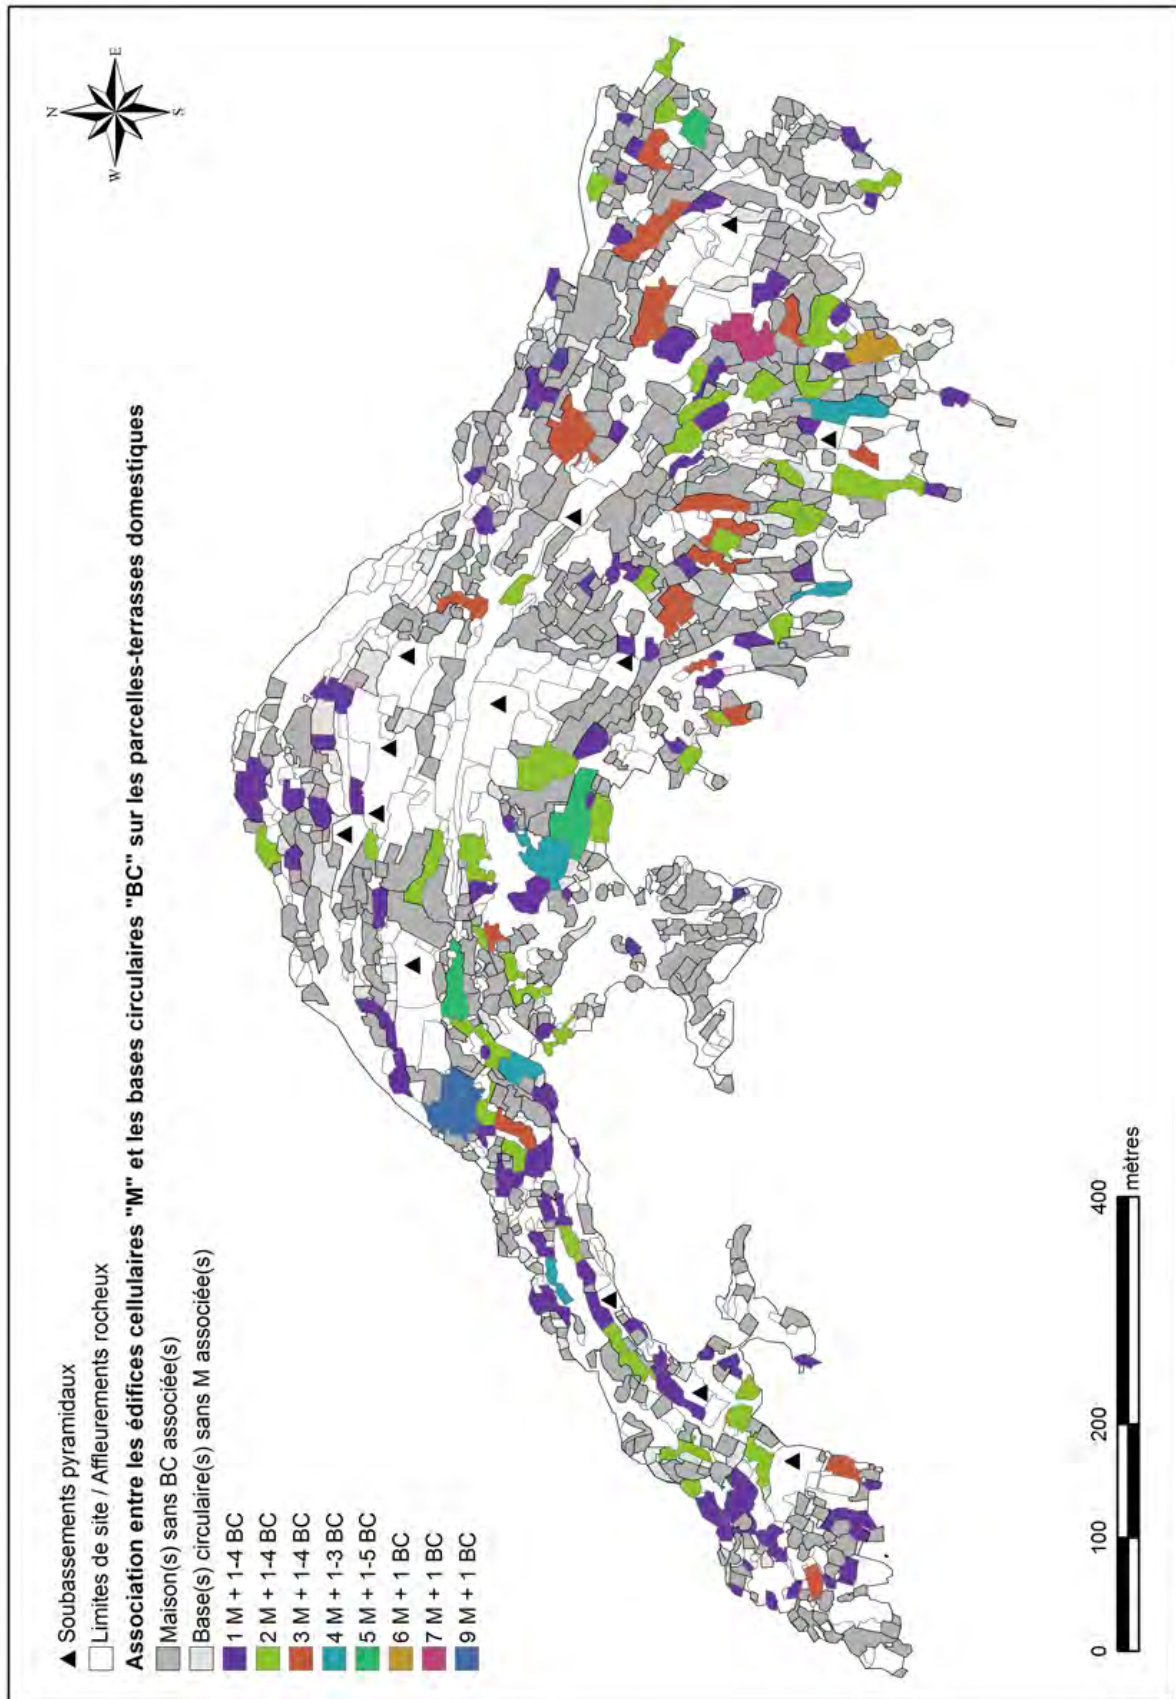 N
E
S
W
▲ Soubassements pyramidaux
Limites de site / Affleurements rocheux
Association entre les édifices cellulaires "M" et les bases circulaires "BC" sur les parcelles-terrasses domestiques
Maison(s) sans BC associée(s)
Base(s) circulaire(s) sans M associée(s)
1 M + 1-4 BC
2 M + 1-4 BC
3 M + 1-4 BC
4 M + 1-3 BC
5 M + 1-5 BC
6 M + 1 BC
7 M + 1 BC
9 M + 1 BC
0 100 200 400
mètres